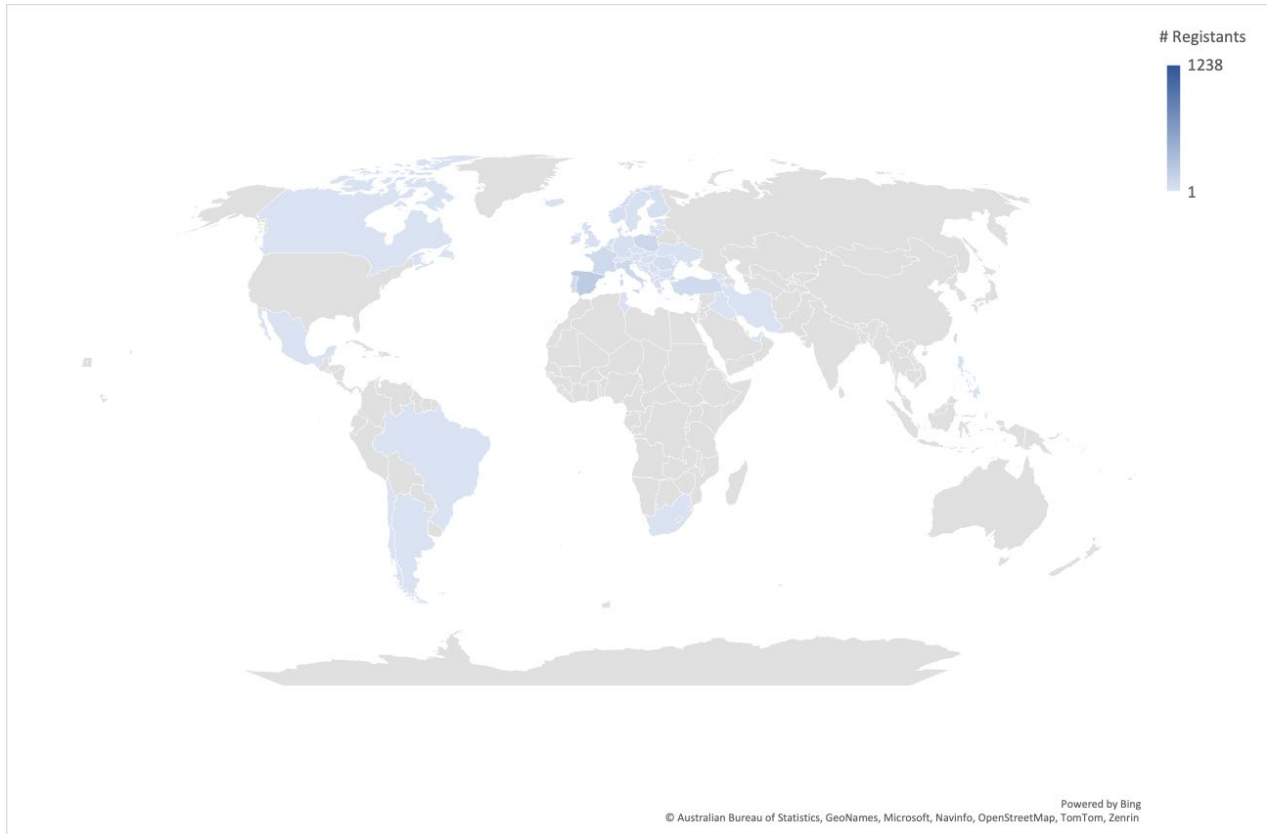 # Registants
1238
1
Powered by Bing
© Australian Bureau of Statistics, GeoNames, Microsoft, Navinfo, OpenStreetMap, TomTom, Zenrin